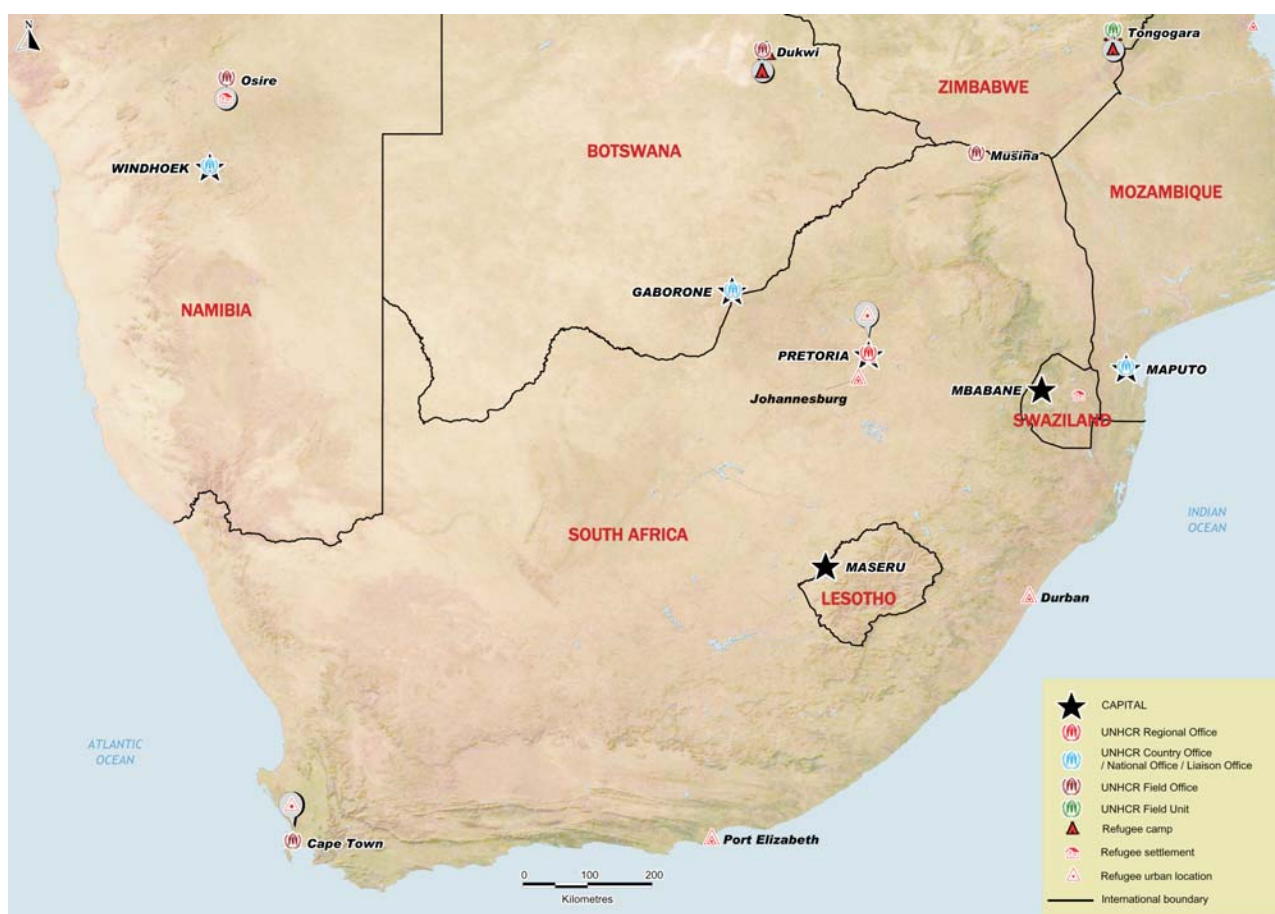 N
Tongogara
Dukwi
Osire
ZIMBABWE
BOTSWANA
Musina
WINDHOEK
MOZAMBIQUE
GABORONE
NAMIBIA
PRETORIA
MAPUTO
Johannesburg
MBABANE
SWAZILAND
INDIAN
OCEAN
SOUTH AFRICA
MASERU
LESOTHO
Durban
ATLANTIC
OCEAN
CAPITAL
UNHCR Regional Office
UNHCR Country Office
/ National Office / Liaison Office
UNHCR Field Office
UNHCR Field Unit
Refugee camp
Refugee settlement
Refugee urban location
International boundary
Cape Town
Port Elizabeth
0 100 200
Kilometres